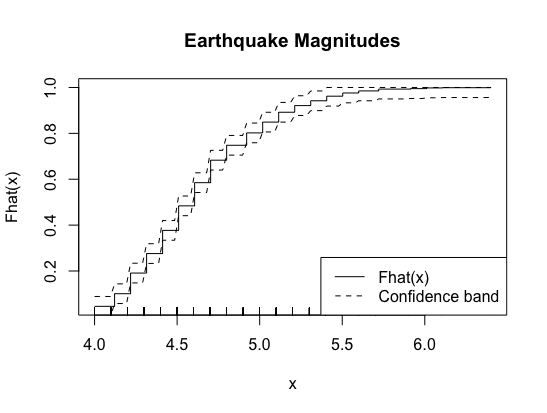 Earthquake Magnitudes
Fhat(x)
1.0
0.8
0.6
0.4
0.2
Fhat(x)
Confidence band
4.0 4.5 5.0 5.5 6.0
x